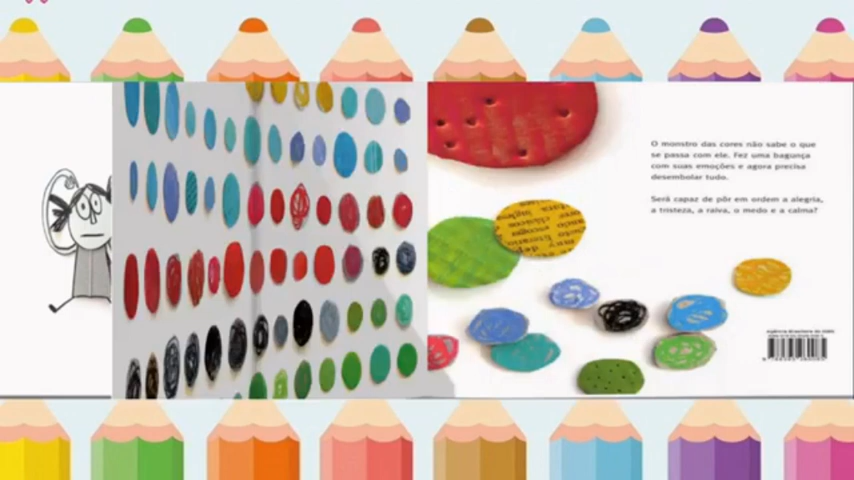 O monstro das cores não sabe o que
se passa com ele. Fez uma bagunça
com suas emoções e agora precisa
desembolar tudo.
Será capaz de pôr em ordem a alegria,
a tristeza, a raiva, o medo e a calma?